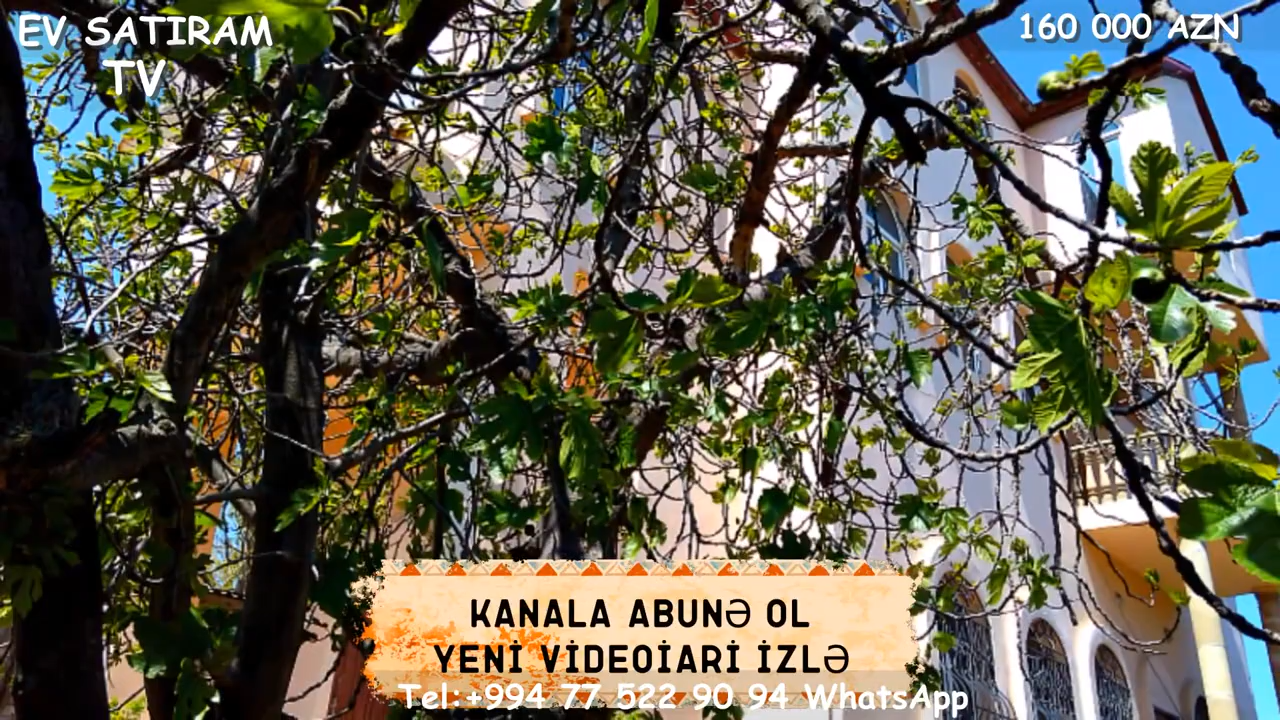 EV SATIRAM
TV
160 000 AZN
KANALA ABUNƏ OL
YENİ VİDEOİARİ İZLƏ
Tel:+994 77 522 90 94 WhatsApp